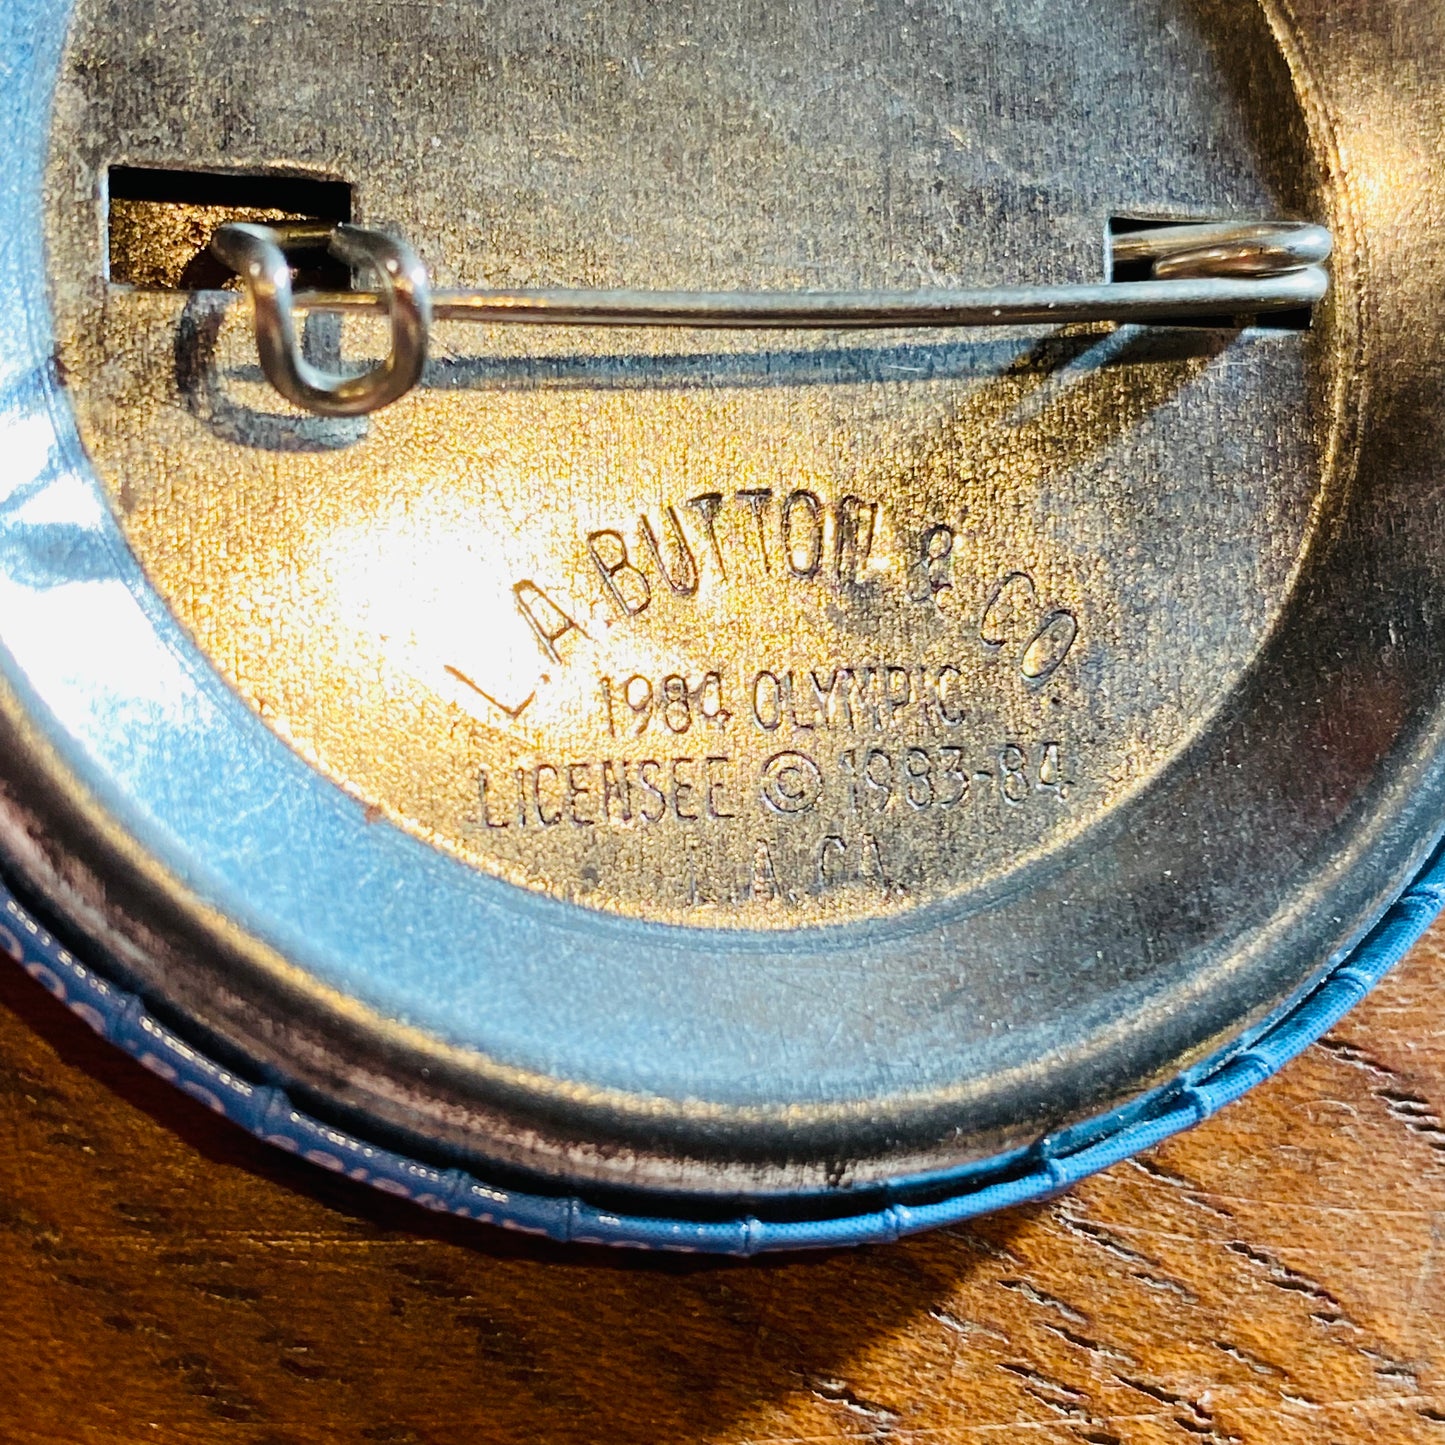 L.A. BUTTON & CO.
1984 OLYMPIC
LICENSEE © 1983-84
L.A. CA.